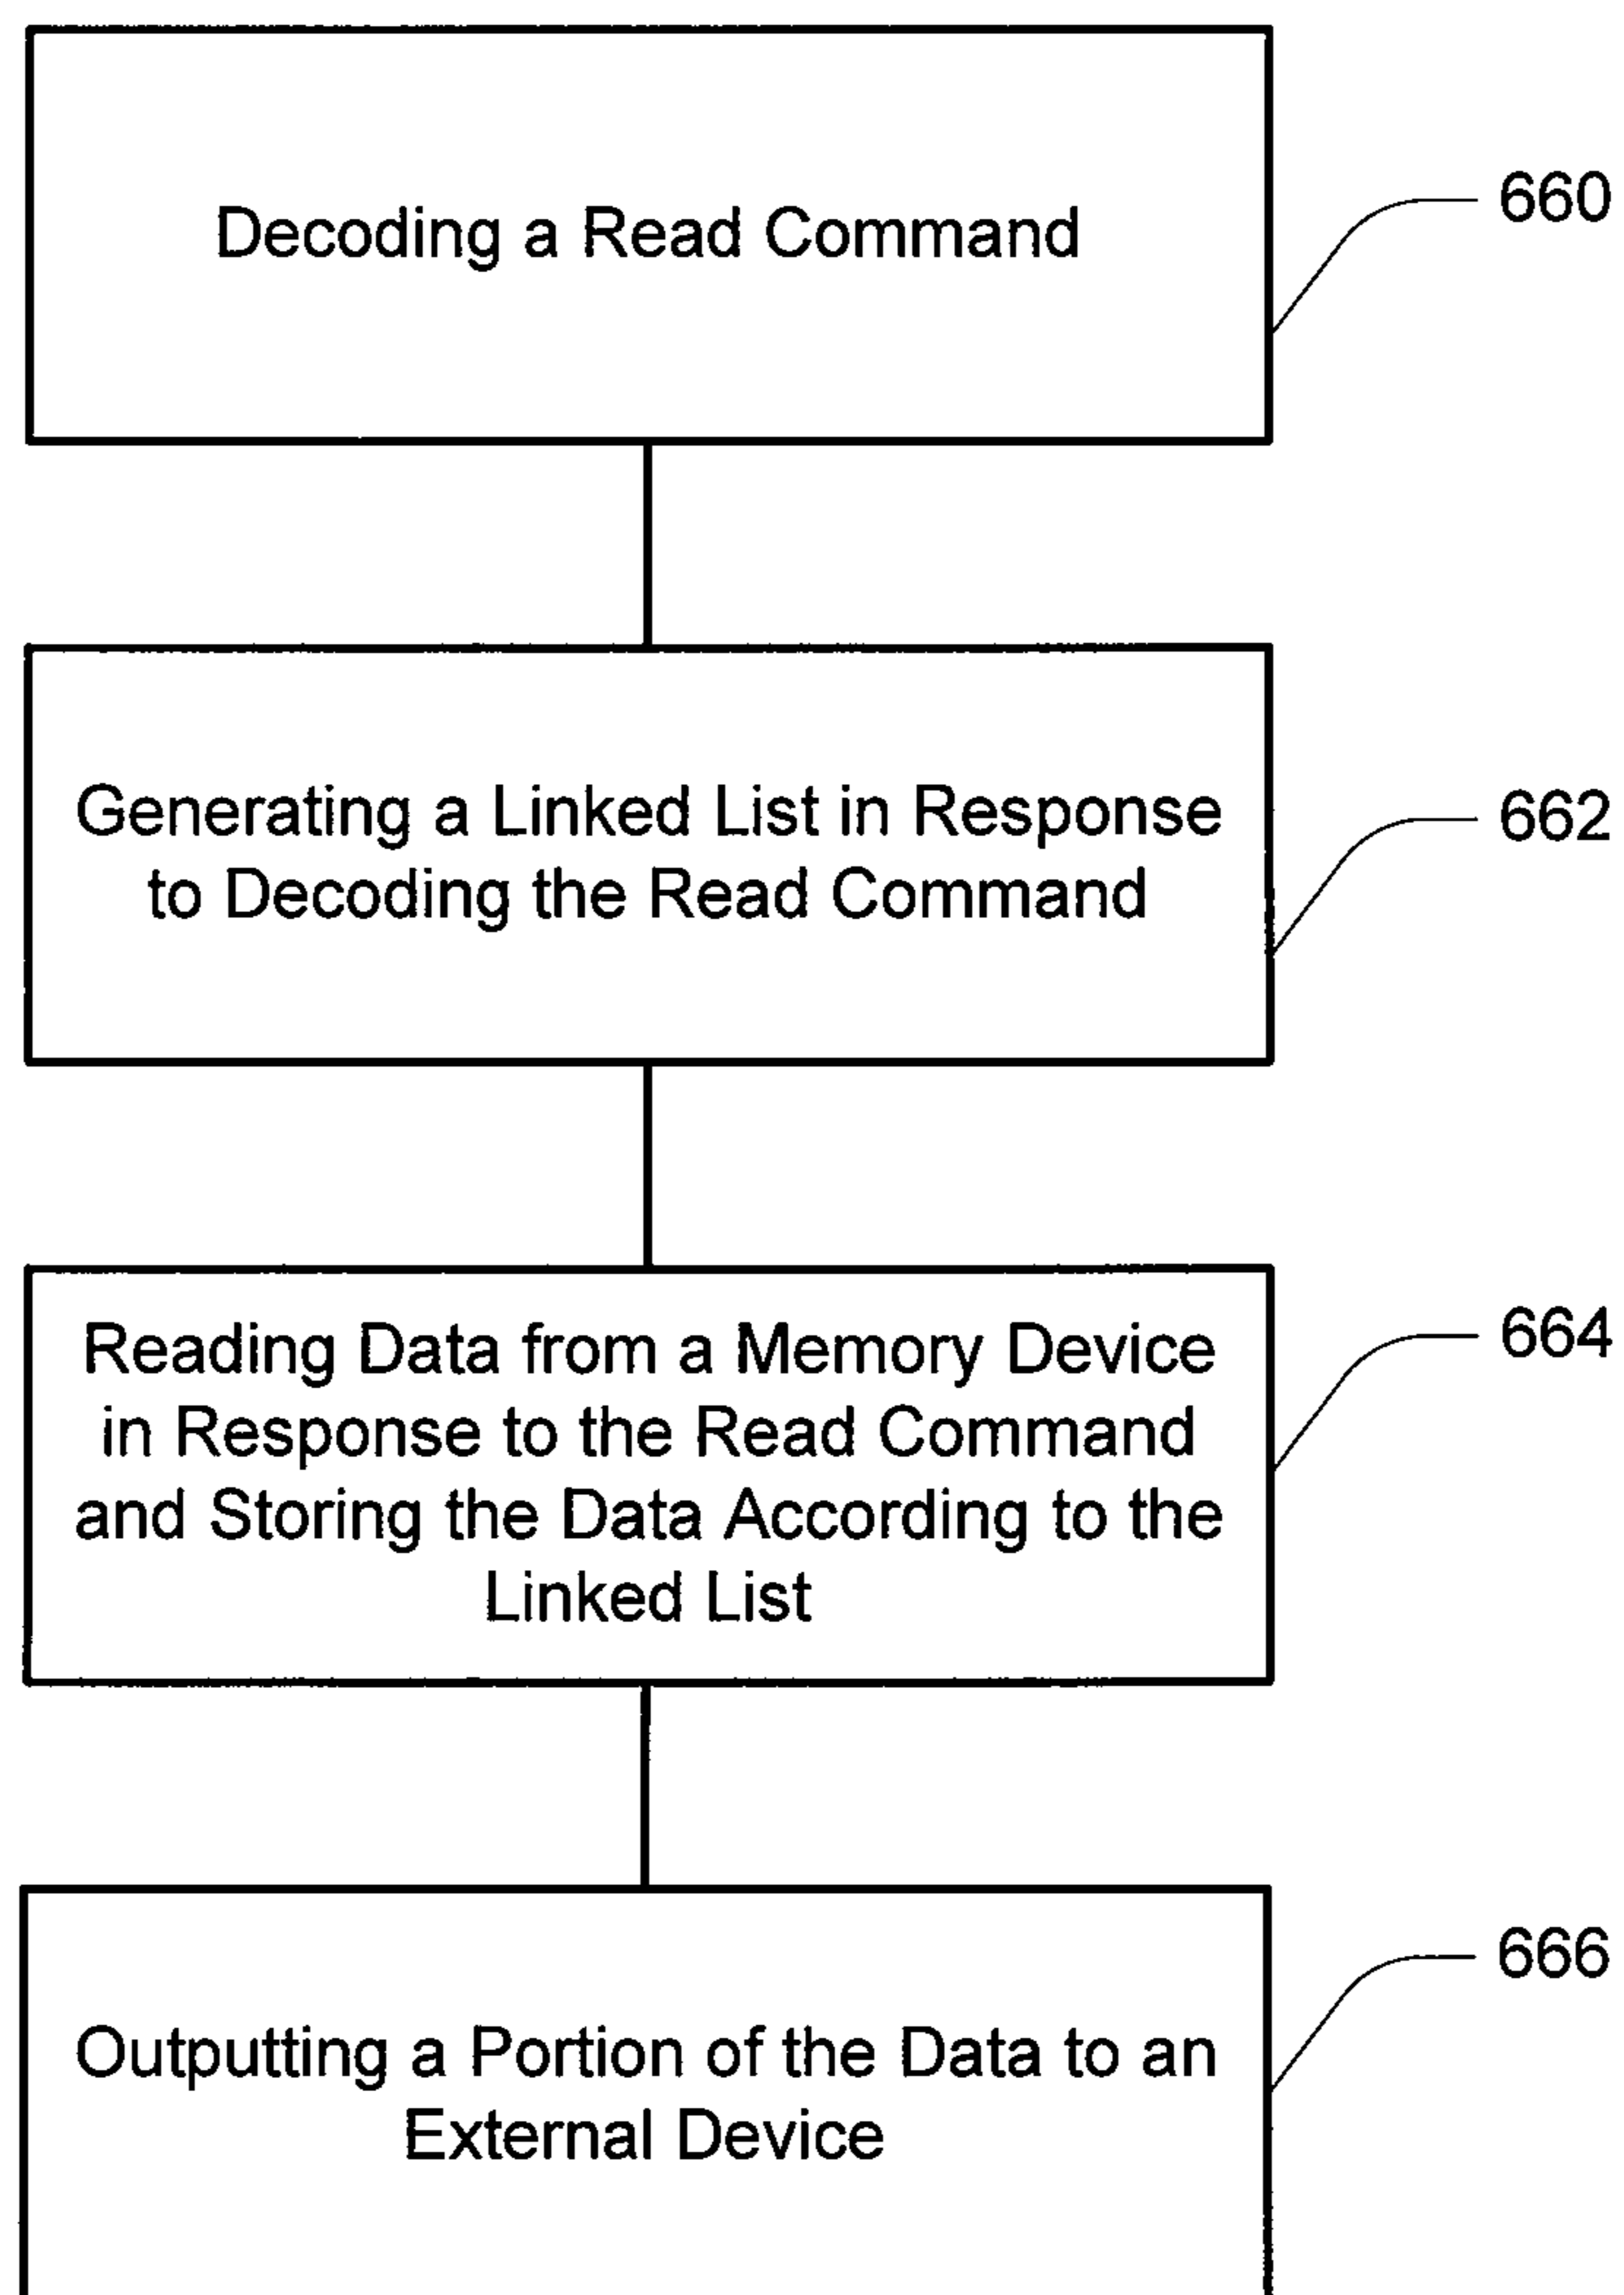 Decoding a Read Command
660
Generating a Linked List in Response
to Decoding the Read Command
662
Reading Data from a Memory Device
in Response to the Read Command
and Storing the Data According to the
Linked List
664
Outputting a Portion of the Data to an
External Device
666